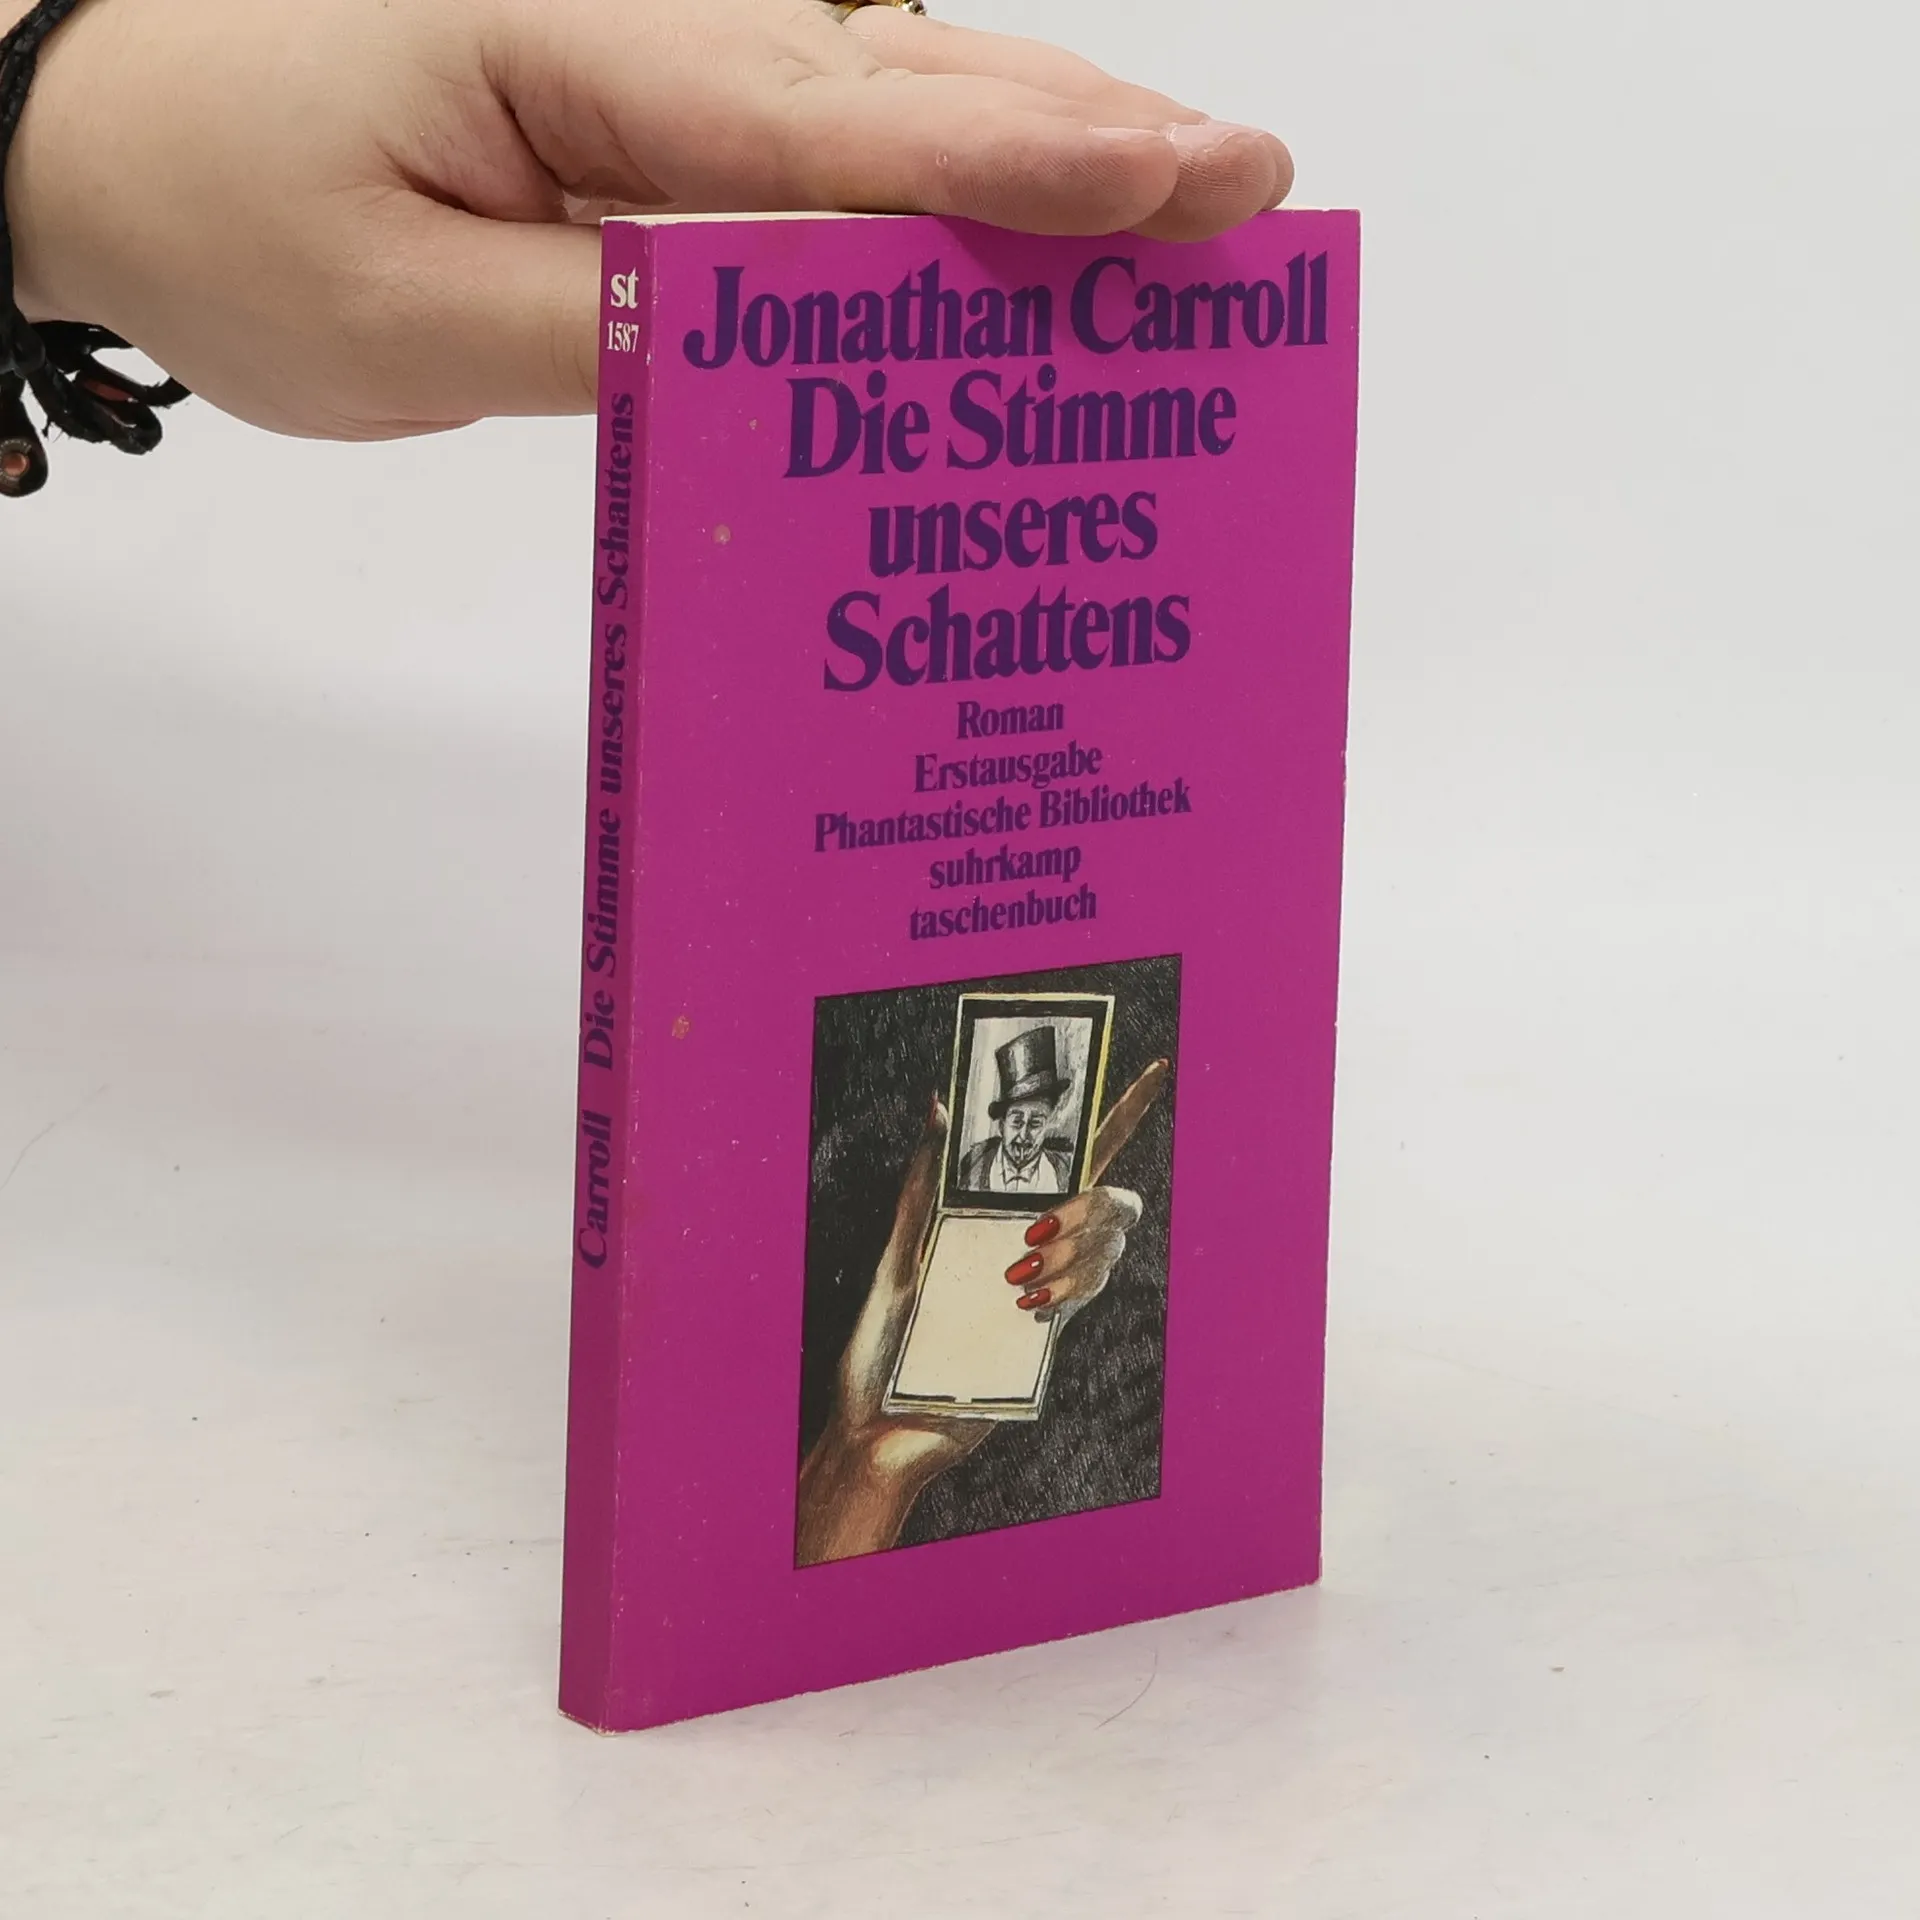 st
1587
Carroll Die Stimme unseres Schattens
Jonathan Carroll
Die Stimme
unseres
Schattens
Roman
Erstausgabe
Phantastische Bibliothek
suhrkamp
taschenbuch